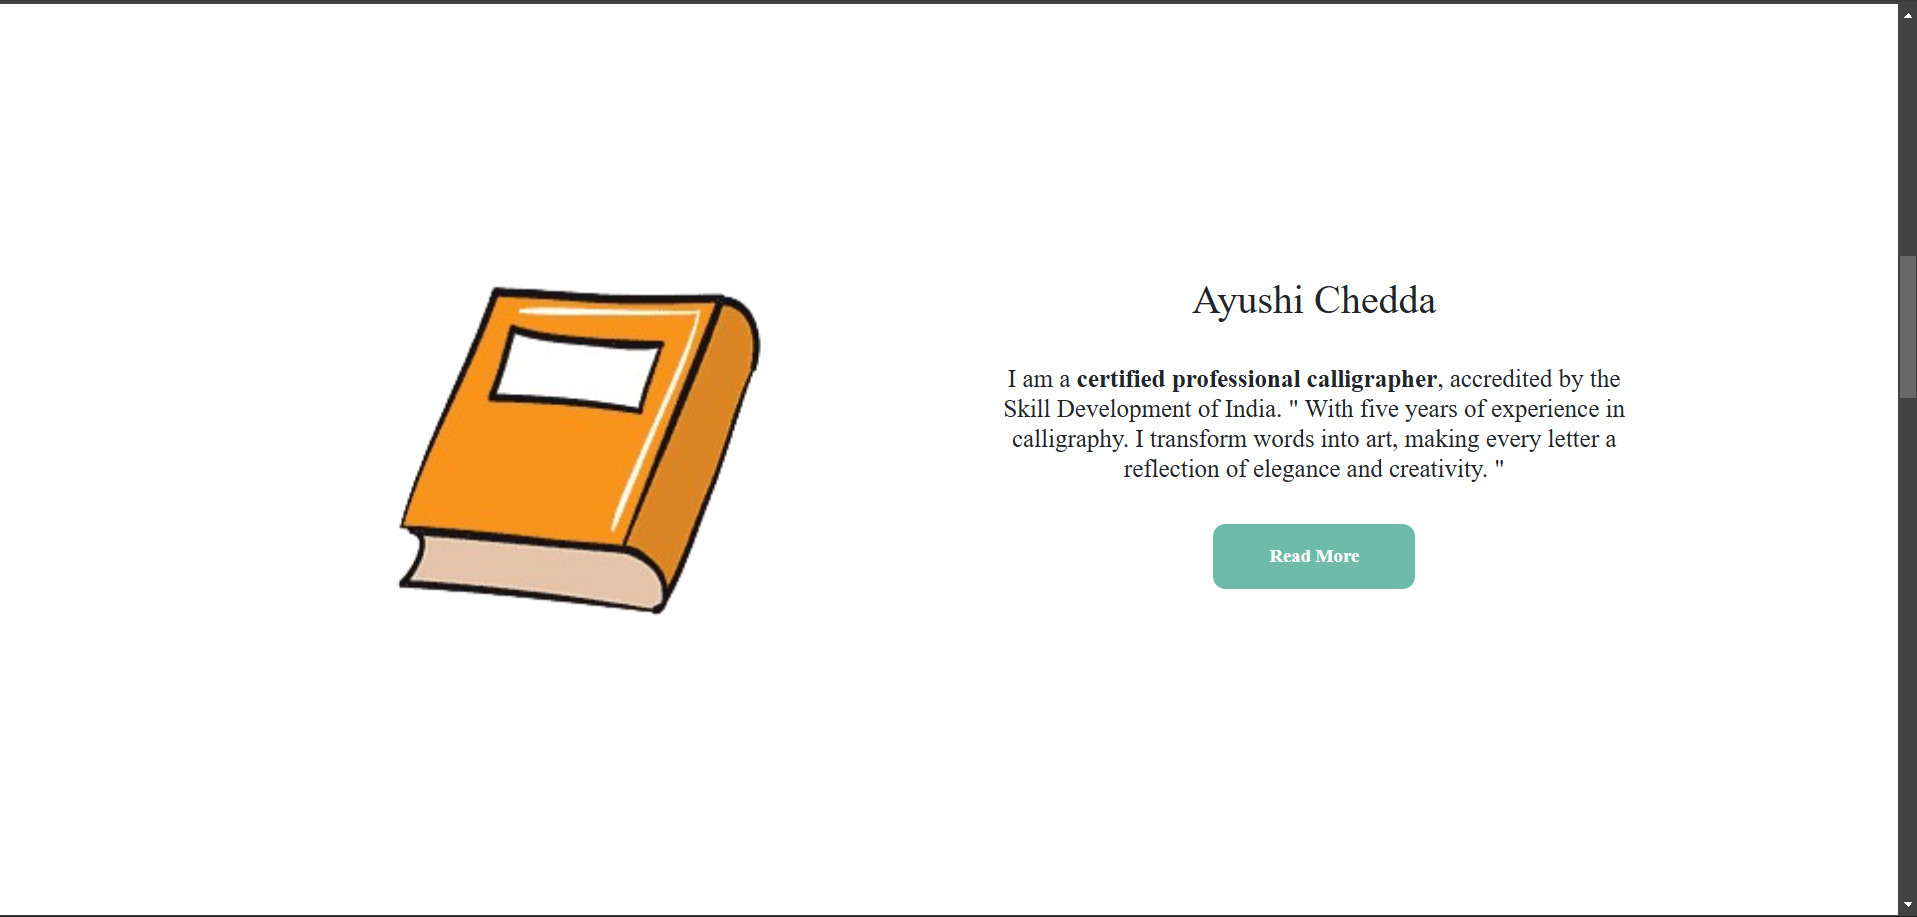 Ayushi Chedda
I am a certified professional calligrapher, accredited by the
Skill Development of India. " With five years of experience in
calligraphy. I transform words into art, making every letter a
reflection of elegance and creativity. "
Read More